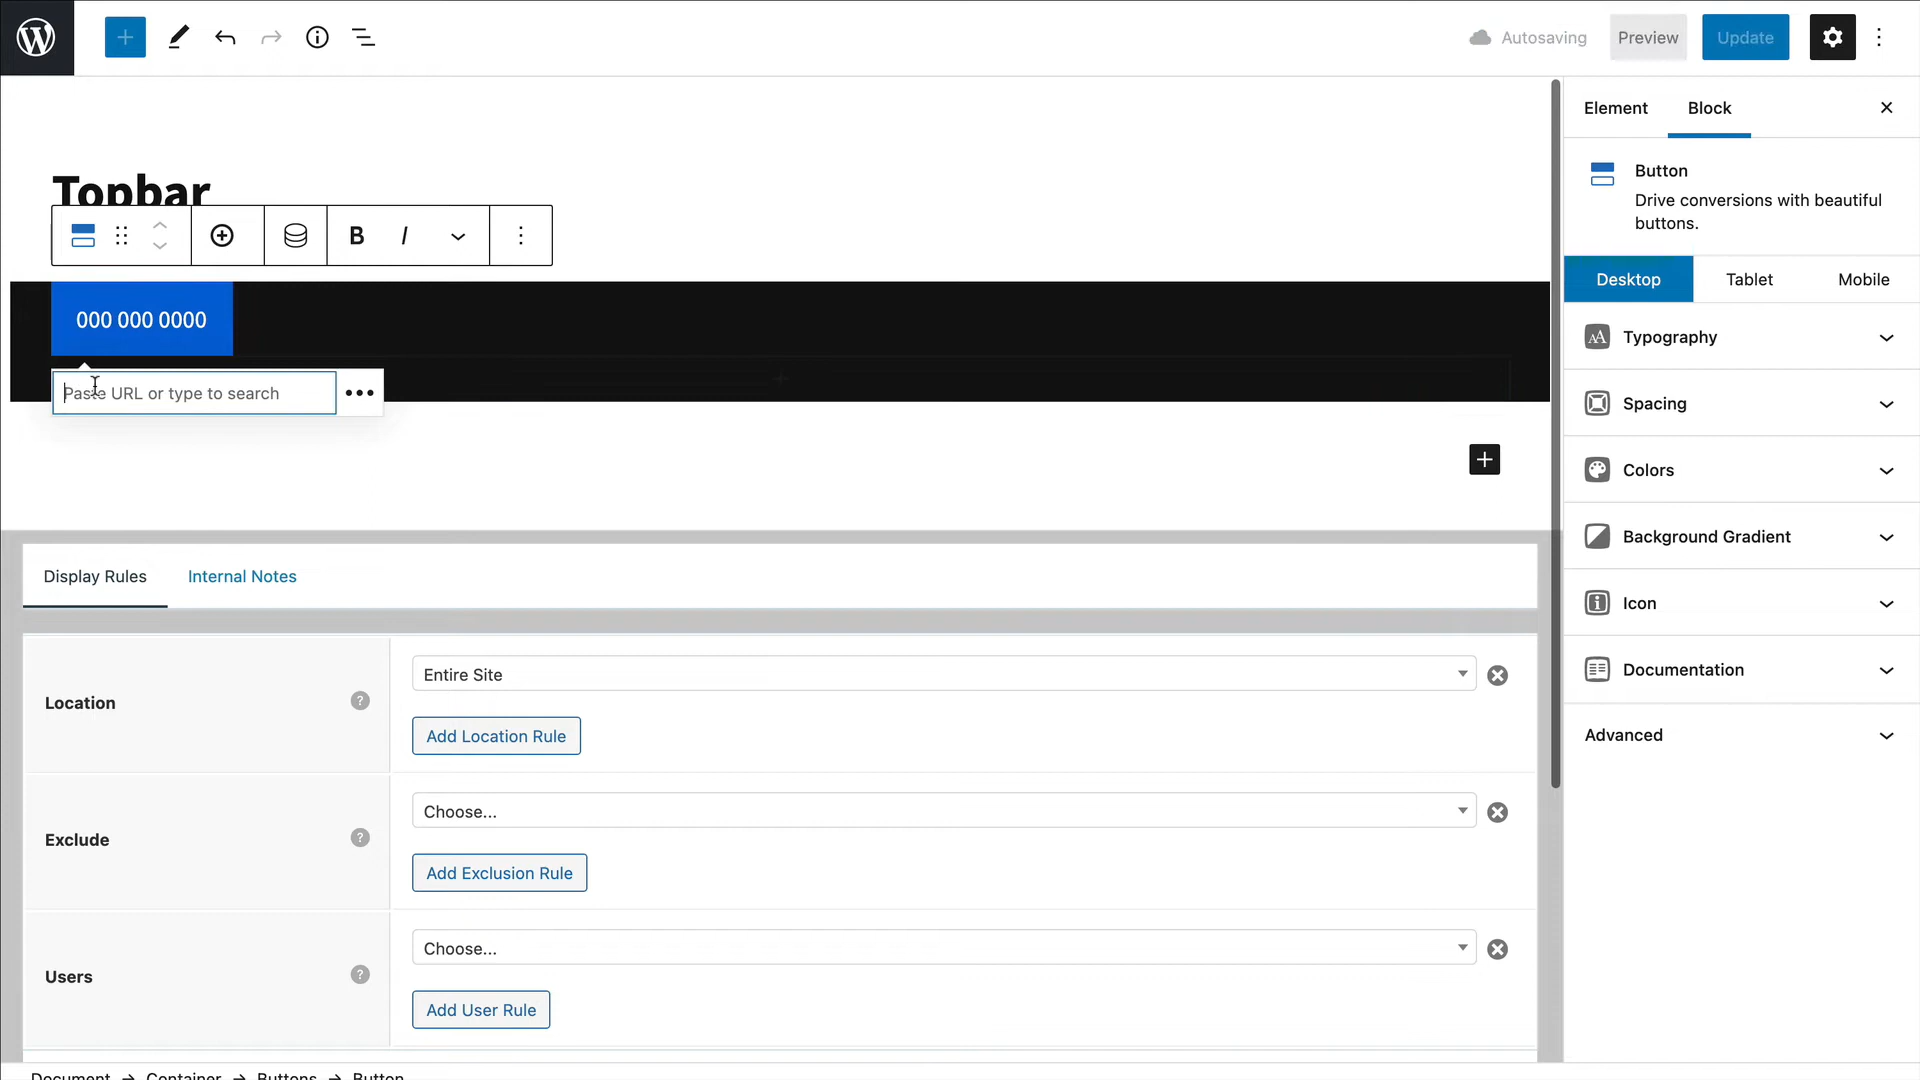 Autosaving
Preview
Update
Element
Block
Topbar
Button
Drive conversions with beautiful
buttons.
B
I
Desktop
Tablet
Mobile
000 000 0000
Typography
Paste URL or type to search
Spacing
Colors
Background Gradient
Display Rules
Internal Notes
Icon
Location
Entire Site
Documentation
Add Location Rule
Advanced
Exclude
Choose...
Add Exclusion Rule
Users
Choose...
Add User Rule
Document → Container → Buttons → Button